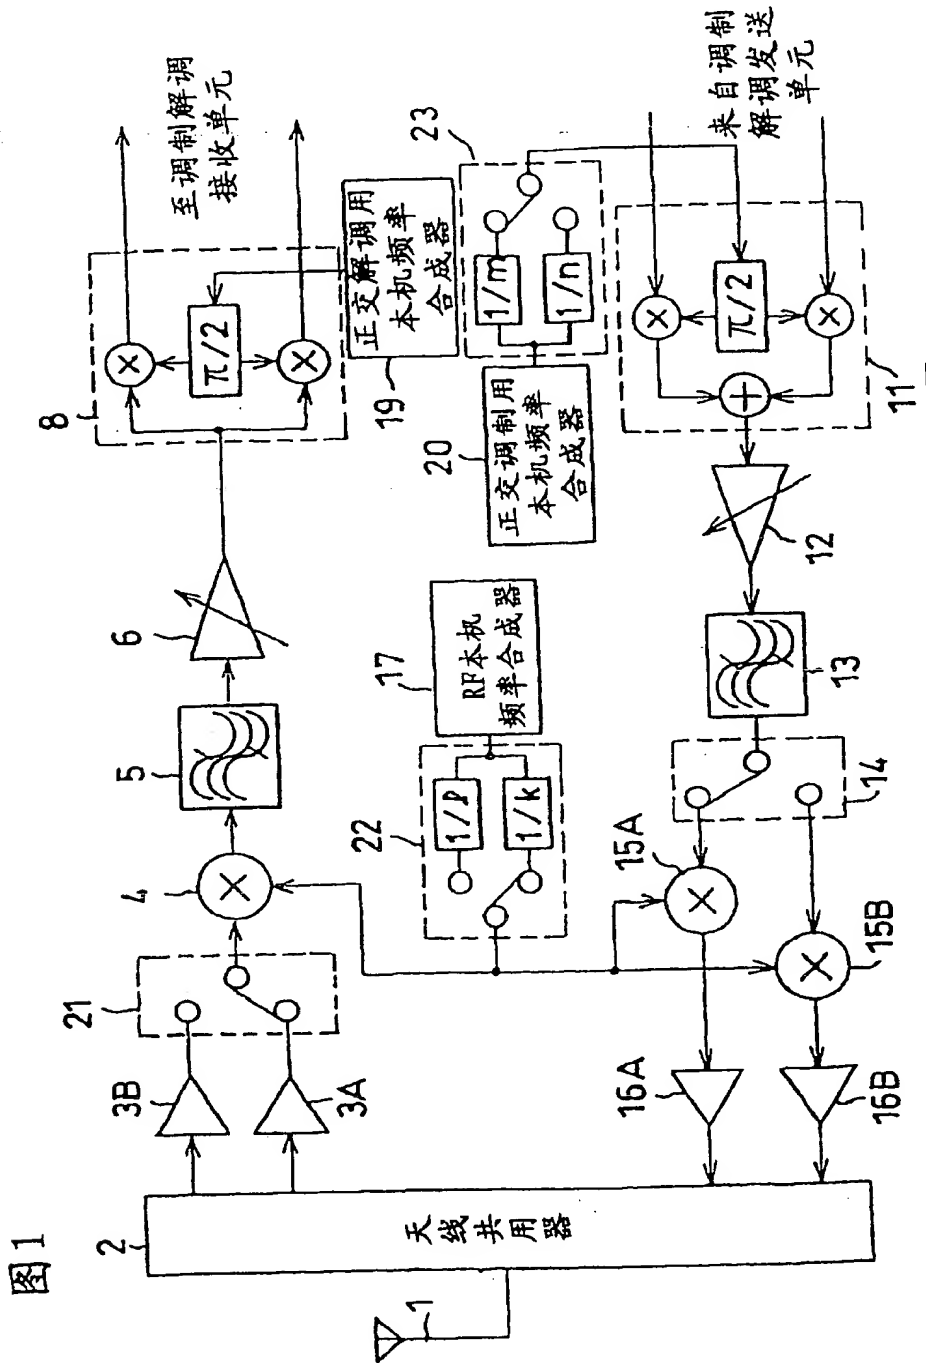 图1
1
2
天线共用器
3B
3A
21
4
5
6
8
π/2
至调制解调
接收单元
19
正交解调用
本机频率
合成器
17
RF本机
频率合成器
22
1/ℓ
1/k
20
正交调制用
本机频率
合成器
23
1/m
1/n
来自调制
解调发送
单元
π/2
11
12
13
14
15A
15B
16A
16B